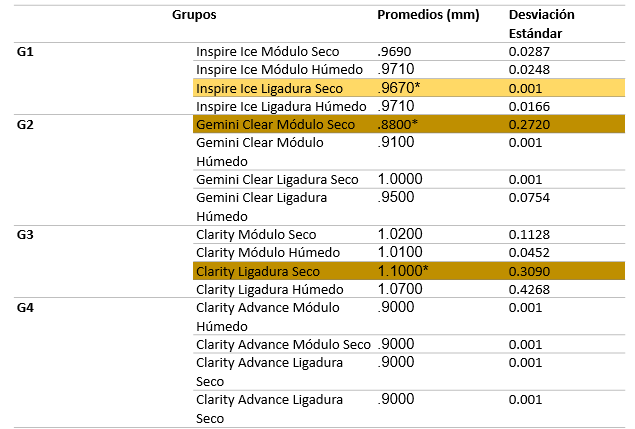 Grupos Promedios (mm) Desviación
Estándar
G1 Inspire Ice Módulo Seco .9690 0.0287
Inspire Ice Módulo Húmedo .9710 0.0248
Inspire Ice Ligadura Seco .9670* 0.001
Inspire Ice Ligadura Húmedo .9710 0.0166
G2 Gemini Clear Módulo Seco .8800* 0.2720
Gemini Clear Módulo .9100 0.001
Húmedo
Gemini Clear Ligadura Seco 1.0000 0.001
Gemini Clear Ligadura .9500 0.0754
Húmedo
G3 Clarity Módulo Seco 1.0200 0.1128
Clarity Módulo Húmedo 1.0100 0.0452
Clarity Ligadura Seco 1.1000* 0.3090
Clarity Ligadura Húmedo 1.0700 0.4268
G4 Clarity Advance Módulo .9000 0.001
Húmedo
Clarity Advance Módulo Seco .9000 0.001
Clarity Advance Ligadura .9000 0.001
Seco
Clarity Advance Ligadura .9000 0.001
Seco